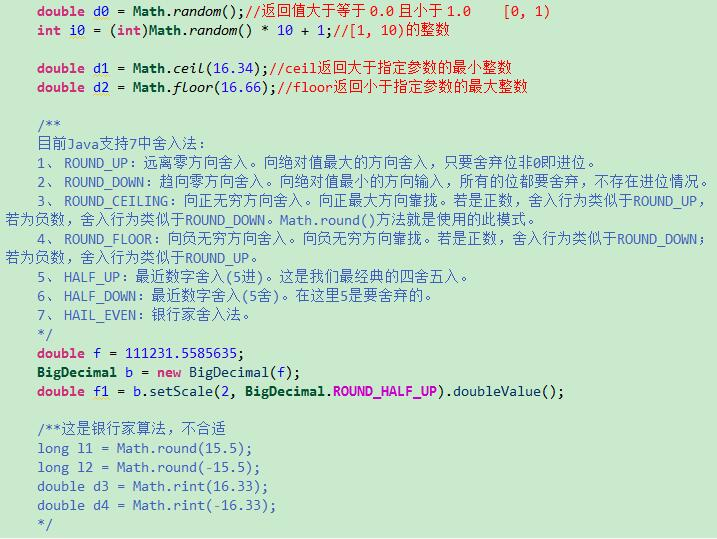 double d0 = Math.random();//返回值大于等于 0.0 且小于 1.0    [0, 1)
int i0 = (int)Math.random() * 10 + 1;//[1, 10)的整数
double d1 = Math.ceil(16.34);//ceil返回大于指定参数的最小整数
double d2 = Math.floor(16.66);//floor返回小于指定参数的最大整数
/**
目前Java支持7中舍入法：
1、 ROUND_UP：远离零方向舍入。向绝对值最大的方向舍入，只要舍弃位非0即进位。
2、 ROUND_DOWN：趋向零方向舍入。向绝对值最小的方向输入，所有的位都要舍弃，不存在进位情况。
3、 ROUND_CEILING：向正无穷方向舍入。向正最大方向靠拢。若是正数，舍入行为类似于ROUND_UP，
若为负数，舍入行为类似于ROUND_DOWN。Math.round()方法就是使用的此模式。
4、 ROUND_FLOOR：向负无穷方向舍入。向负无穷方向靠拢。若是正数，舍入行为类似于ROUND_DOWN；
若为负数，舍入行为类似于ROUND_UP。
5、 HALF_UP：最近数字舍入(5进)。这是我们最经典的四舍五入。
6、 HALF_DOWN：最近数字舍入(5舍)。在这里5是要舍弃的。
7、 HAIL_EVEN：银行家舍入法。
*/
double f = 111231.5585635;
BigDecimal b = new BigDecimal(f);
double f1 = b.setScale(2, BigDecimal.ROUND_HALF_UP).doubleValue();
/**这是银行家算法，不合适
long l1 = Math.round(15.5);
long l2 = Math.round(-15.5);
double d3 = Math.rint(16.33);
double d4 = Math.rint(-16.33);
*/